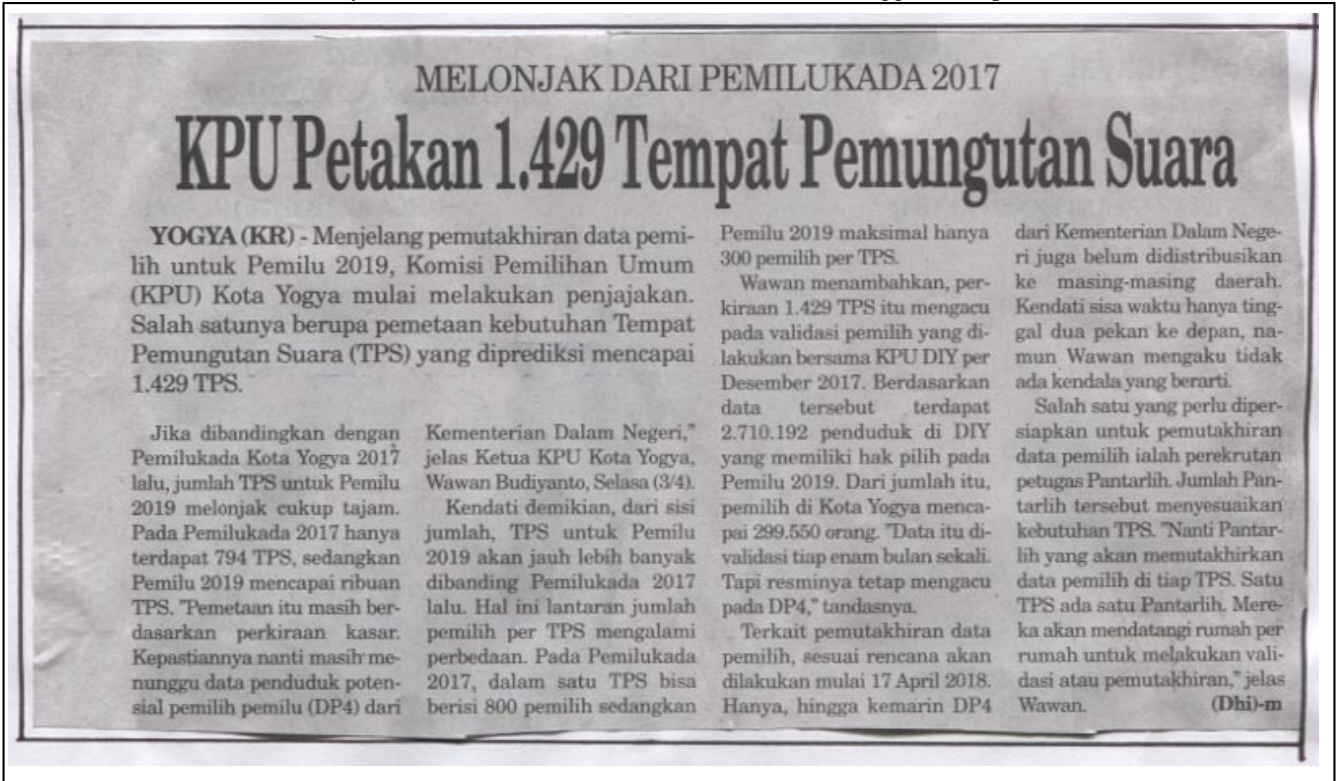 MELONJAK DARI PEMILUKADA 2017
KPU Petakan 1.429 Tempat Pemungutan Suara
YOGYA (KR) - Menjelang pemutakhiran data pemi-
lih untuk Pemilu 2019, Komisi Pemilihan Umum
(KPU) Kota Yogya mulai melakukan penjajakan.
Salah satunya berupa pemetaan kebutuhan Tempat
Pemungutan Suara (TPS) yang diprediksi mencapai
1.429 TPS.
Jika dibandingkan dengan
Pemilukada Kota Yogya 2017
lalu, jumlah TPS untuk Pemilu
2019 melonjak cukup tajam.
Pada Pemilukada 2017 hanya
terdapat 794 TPS, sedangkan
Pemilu 2019 mencapai ribuan
TPS. "Pemetaan itu masih ber-
dasarkan perkiraan kasar.
Kepastiannya nanti masih me-
nunggu data penduduk poten-
sial pemilih pemilu (DP4) dari
Kementerian Dalam Negeri,"
jelas Ketua KPU Kota Yogya,
Wawan Budiyanto, Selasa (3/4).
Kendati demikian, dari sisi
jumlah, TPS untuk Pemilu
2019 akan jauh lebih banyak
dibanding Pemilukada 2017
lalu. Hal ini lantaran jumlah
pemilih per TPS mengalami
perbedaan. Pada Pemilukada
2017, dalam satu TPS bisa
berisi 800 pemilih sedangkan
Pemilu 2019 maksimal hanya
300 pemilih per TPS.
Wawan menambahkan, per-
kiraan 1.429 TPS itu mengacu
pada validasi pemilih yang di-
lakukan bersama KPU DIY per
Desember 2017. Berdasarkan
data tersebut terdapat
2.710.192 penduduk di DIY
yang memiliki hak pilih pada
Pemilu 2019. Dari jumlah itu,
pemilih di Kota Yogya menca-
pai 299.550 orang. "Data itu di-
validasi tiap enam bulan sekali.
Tapi resminya tetap mengacu
pada DP4," tandasnya.
Terkait pemutakhiran data
pemilih, sesuai rencana akan
dilakukan mulai 17 April 2018.
Hanya, hingga kemarin DP4
dari Kementerian Dalam Nege-
ri juga belum didistribusikan
ke masing-masing daerah.
Kendati sisa waktu hanya ting-
gal dua pekan ke depan, na-
mun Wawan mengaku tidak
ada kendala yang berarti.
Salah satu yang perlu diper-
siapkan untuk pemutakhiran
data pemilih ialah perekrutan
petugas Pantarlih. Jumlah Pan-
tarlih tersebut menyesuaikan
kebutuhan TPS. "Nanti Pantar-
lih yang akan memutakhirkan
data pemilih di tiap TPS. Satu
TPS ada satu Pantarlih. Mere-
ka akan mendatangi rumah per
rumah untuk melakukan vali-
dasi atau pemutakhiran," jelas
Wawan. (Dhi)-m